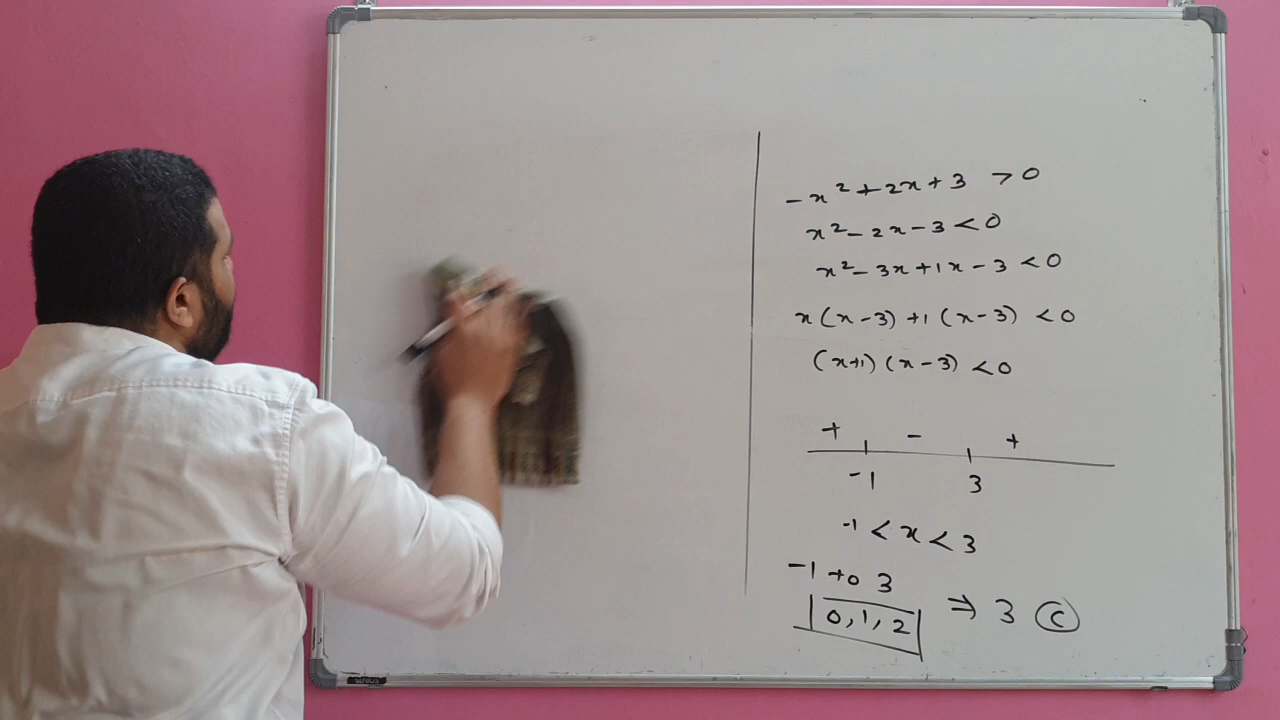 -x² + 2x + 3 > 0
x² - 2x - 3 < 0
x² - 3x + 1x - 3 < 0
x(x-3) + 1(x-3) < 0
(x+1)(x-3) < 0
+ - +
-1 3
-1 < x < 3
-1 to 3
0, 1, 2 ⇒ 3 (C)